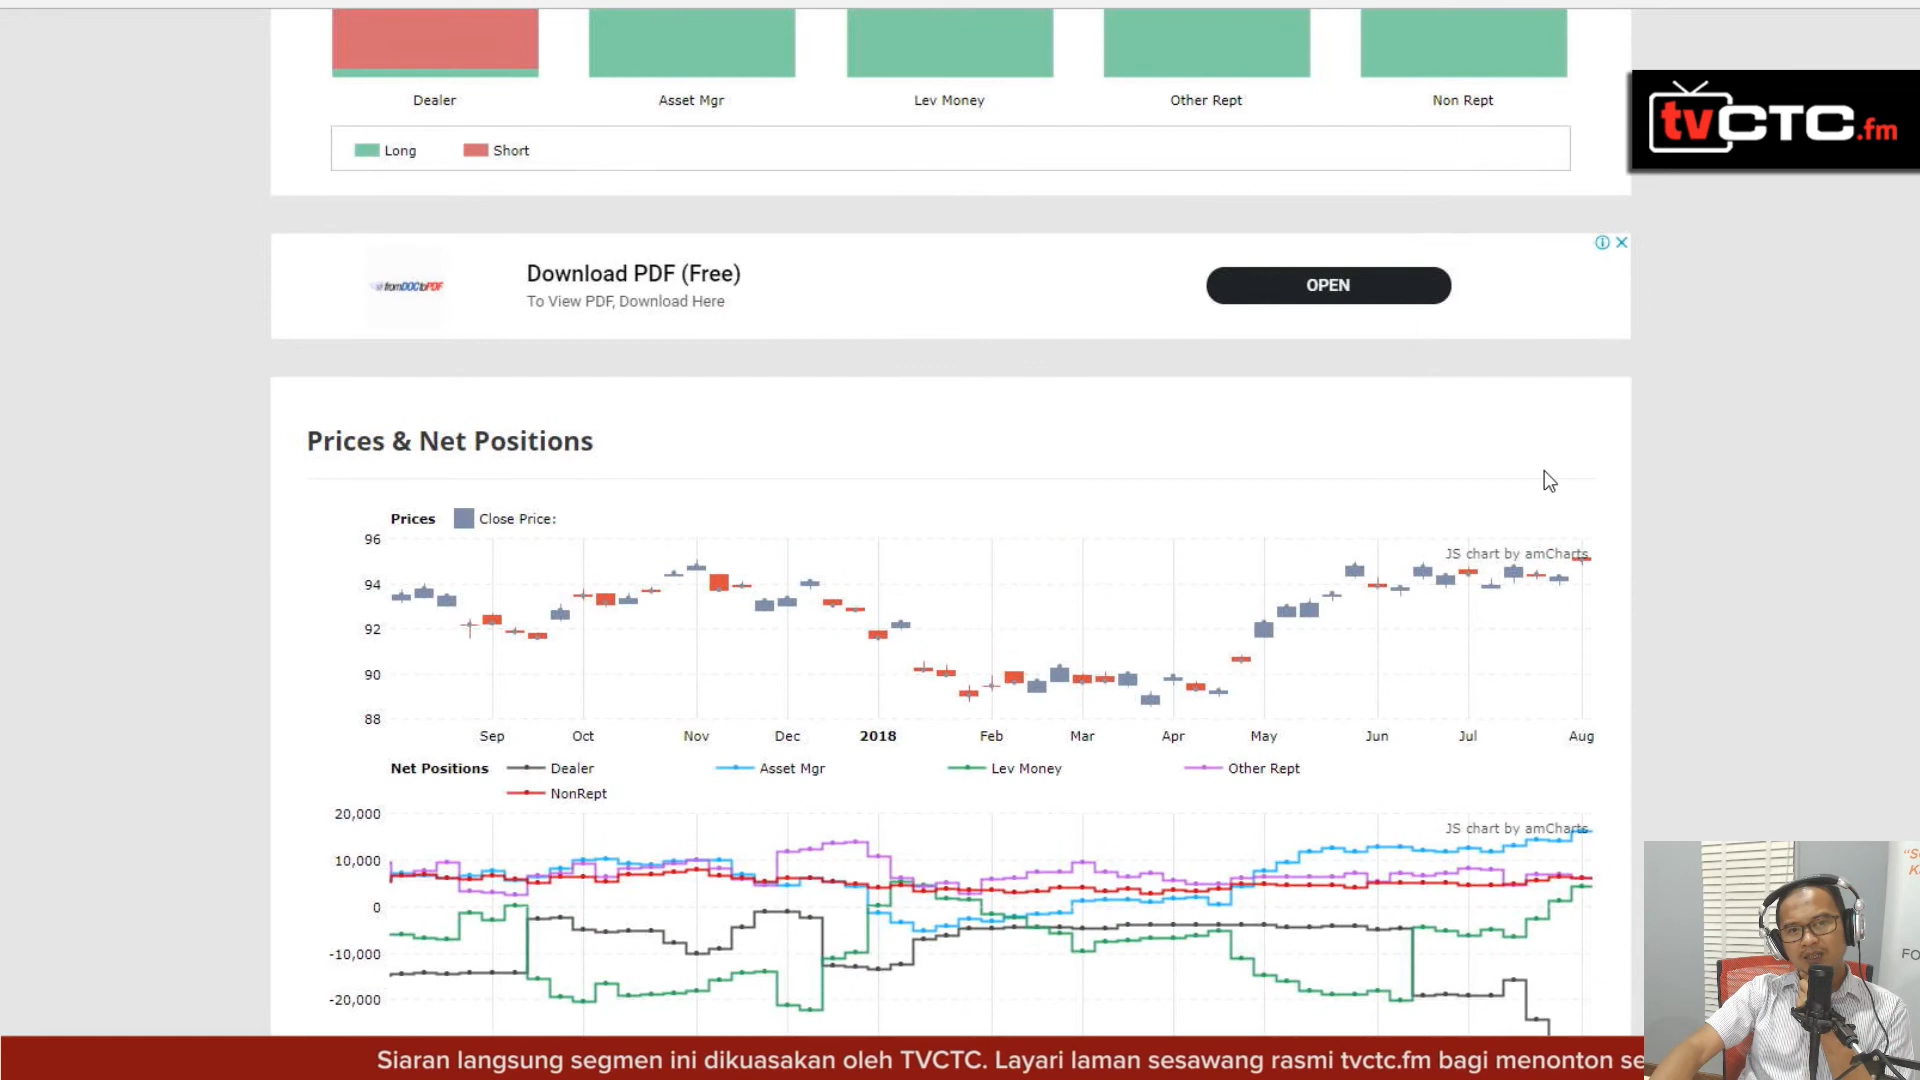 Dealer
Asset Mgr
Lev Money
Other Rept
Non Rept
Long
Short
tvCTC.fm
fromDOCtoPDF
Download PDF (Free)
To View PDF, Download Here
OPEN
Prices & Net Positions
Prices
Close Price:
JS chart by amCharts
96
94
92
90
88
Sep
Oct
Nov
Dec
2018
Feb
Mar
Apr
May
Jun
Jul
Aug
Net Positions
Dealer
Asset Mgr
Lev Money
Other Rept
NonRept
JS chart by amCharts
20,000
10,000
0
-10,000
-20,000
FO
Siaran langsung segmen ini dikuasakan oleh TVCTC. Layari laman sesawang rasmi tvctc.fm bagi menonton se